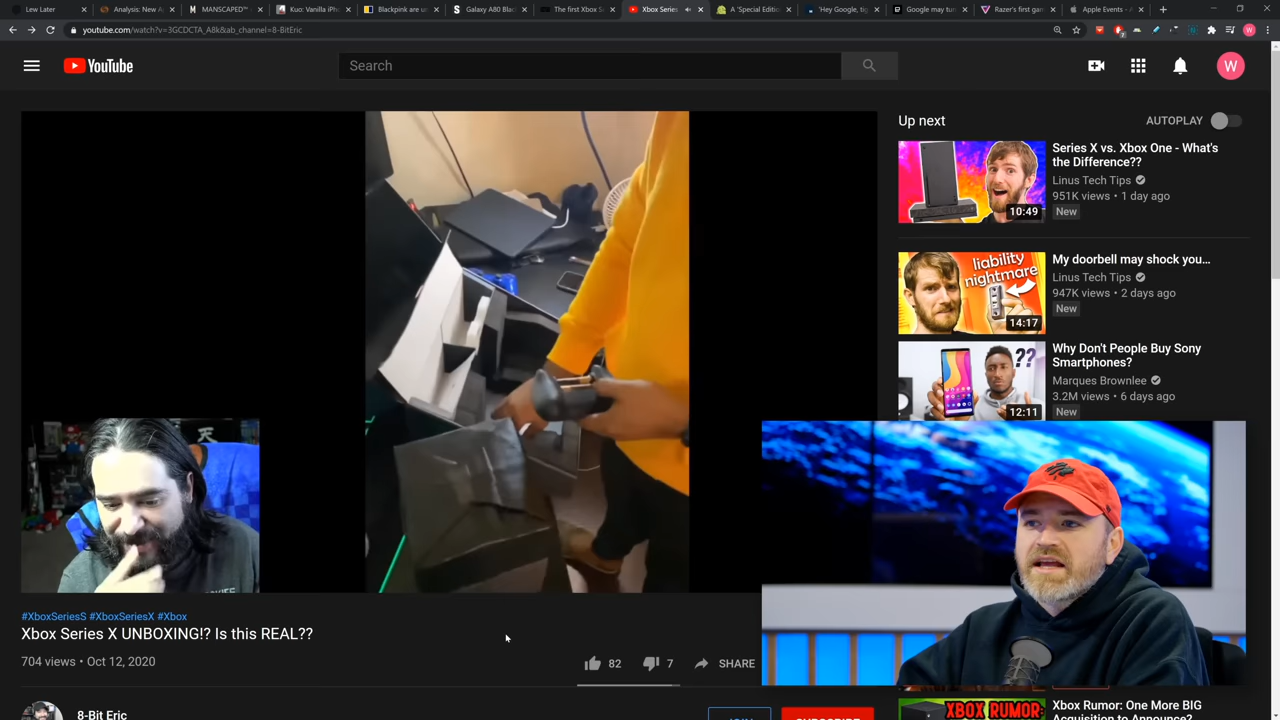 Lew Later
Analysis: New A
MANSCAPED™
Kuo: Vanilla iPh
Blackpink are us
Galaxy A80 Blac
The first Xbox Se
Xbox Series
A 'Special Edition
'Hey Google, tig
Google may tur
Razer's first gam
Apple Events - A
youtube.com/watch?v=3GCDCTA_A8k&ab_channel=8-BitEric
W
YouTube
Search
W
Up next
AUTOPLAY
Series X vs. Xbox One - What's
the Difference??
Linus Tech Tips
951K views • 1 day ago
New
10:49
liability
nightmare
14:17
My doorbell may shock you…
Linus Tech Tips
947K views • 2 days ago
New
??
12:11
Why Don't People Buy Sony
Smartphones?
Marques Brownlee
3.2M views • 6 days ago
New
#XboxSeriesS #XboxSeriesX #Xbox
Xbox Series X UNBOXING!? Is this REAL??
704 views • Oct 12, 2020
82
7
SHARE
8-Bit Eric
JOIN
SUBSCRIBE
XBOX RUMOR:
Xbox Rumor: One More BIG
Acquisition to Announce?